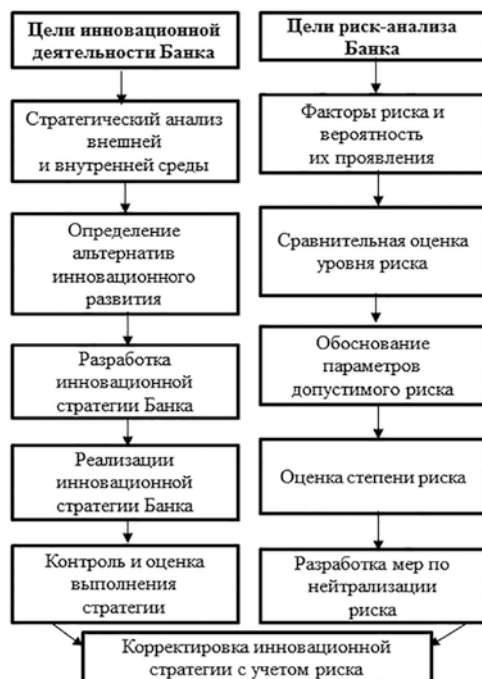 Цели инновационной
деятельности Банка
Стратегический анализ
внешней
и внутренней среды
Определение
альтернатив
инновационного
развития
Разработка
инновационной
стратегии Банка
Реализации
инновационной
стратегии Банка
Контроль и оценка
выполнения
стратегии
Цели риск-анализа
Банка
Факторы риска и
вероятность
их проявления
Сравнительная оценка
уровня риска
Обоснование
параметров
допустимого риска
Оценка степени риска
Разработка мер по
нейтрализации
риска
Корректировка инновационной
стратегии с учетом риска